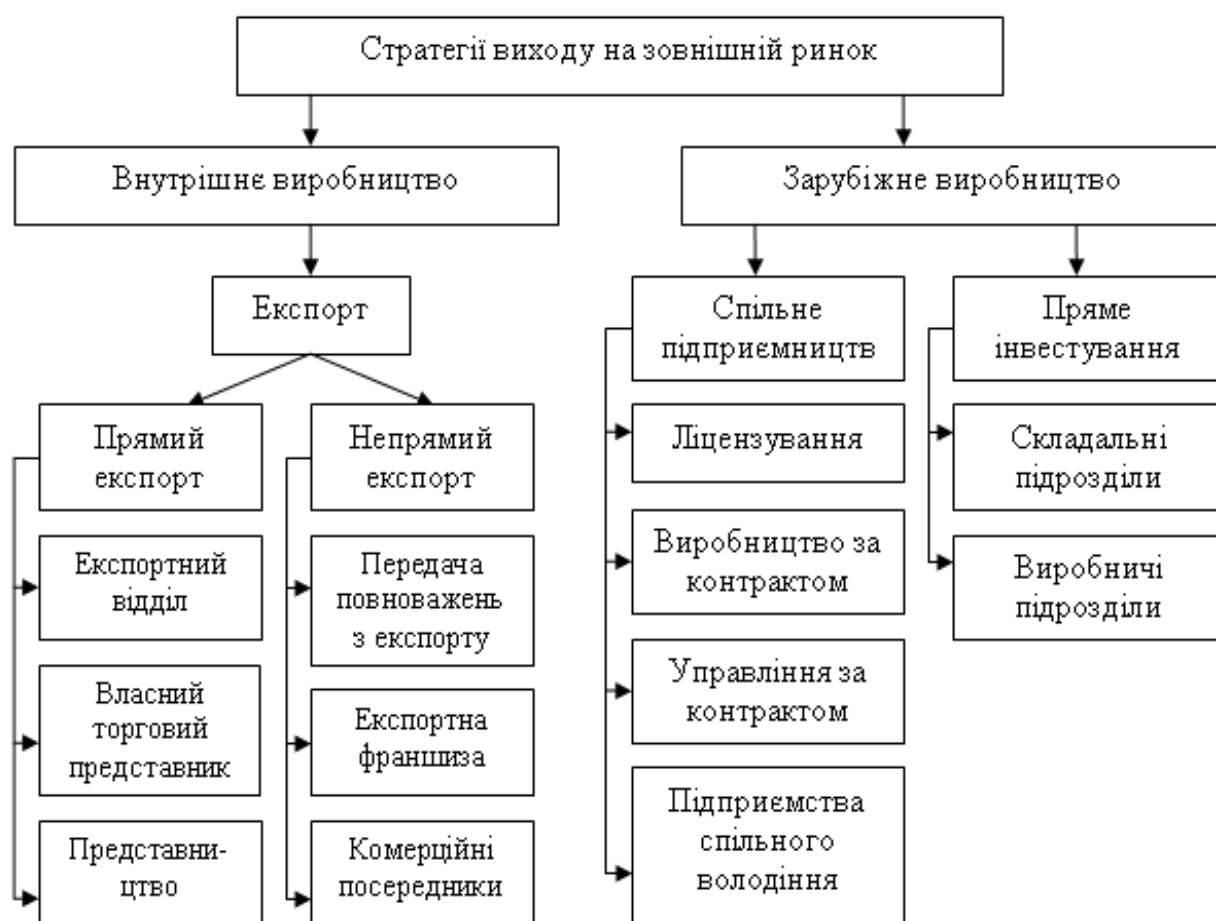 Стратегії виходу на зовнішній ринок
Внутрішнє виробництво
Зарубіжне виробництво
Експорт
Спільне
підприємництв
Пряме
інвестування
Прямий
експорт
Непрямий
експорт
Ліцензування
Складальні
підрозділи
Експортний
відділ
Передача
повноважень
з експорту
Виробництво за
контрактом
Виробничі
підрозділи
Власний
торговий
представник
Експортна
франшиза
Управління за
контрактом
Представни-
цтво
Комерційні
посередники
Підприємства
спільного
володіння